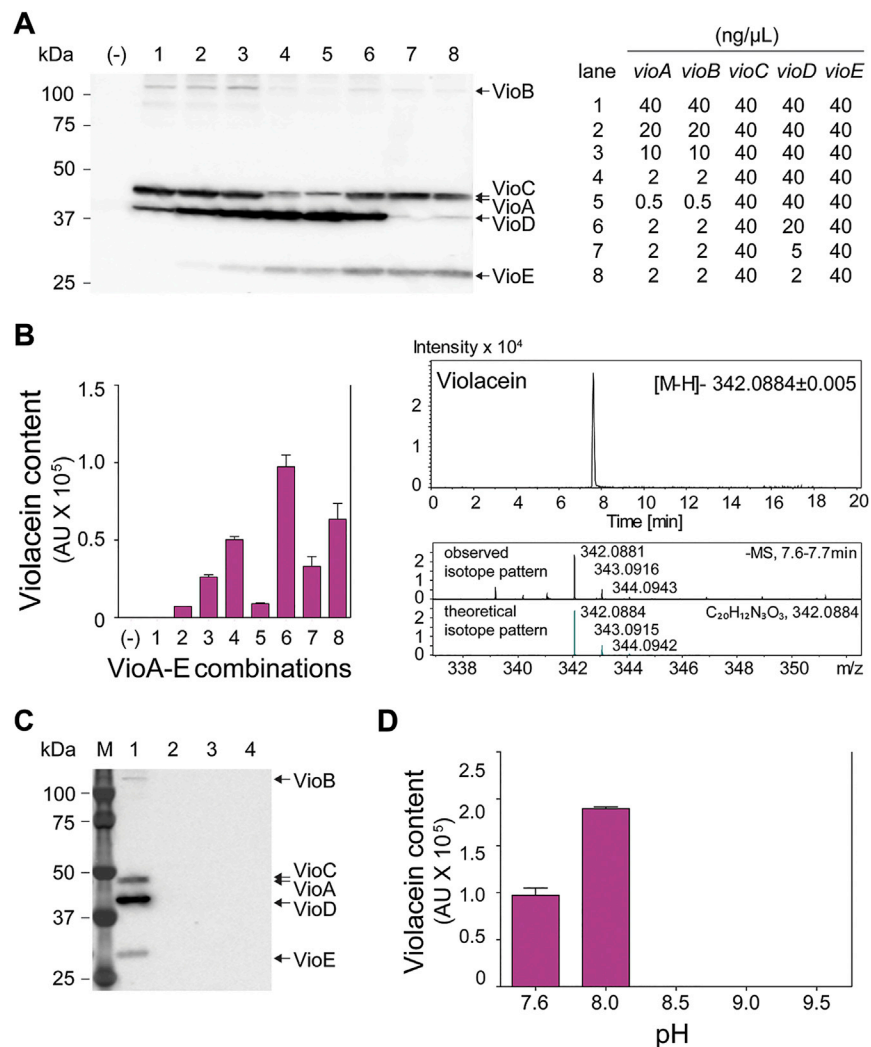 A
kDa (-) 1 2 3 4 5 6 7 8
100
75
50
37
25
VioB
VioC
VioA
VioD
VioE
(ng/μL)
lane vioA vioB vioC vioD vioE
1 40 40 40 40 40
2 20 20 40 40 40
3 10 10 40 40 40
4 2 2 40 40 40
5 0.5 0.5 40 40 40
6 2 2 40 20 40
7 2 2 40 5 40
8 2 2 40 2 40
B
Violacein content
(AU X 10⁵)
1.5
1.0
0.5
0
(-) 1 2 3 4 5 6 7 8
VioA-E combinations
Intensity x 10⁴
Violacein [M-H]- 342.0884±0.005
2
1
0
0 2 4 6 8 10 12 14 16 18 20
Time [min]
observed
isotope pattern
342.0881
343.0916
344.0943
-MS, 7.6-7.7min
2
1
0
theoretical
isotope pattern
342.0884
343.0915
344.0942
C₂₀H₁₂N₃O₃, 342.0884
2
1
0
338 340 342 344 346 348 350 m/z
C
kDa M 1 2 3 4
100
75
50
37
25
VioB
VioC
VioA
VioD
VioE
D
Violacein content
(AU X 10⁵)
2.5
2.0
1.5
1.0
0.5
0
7.6 8.0 8.5 9.0 9.5
pH